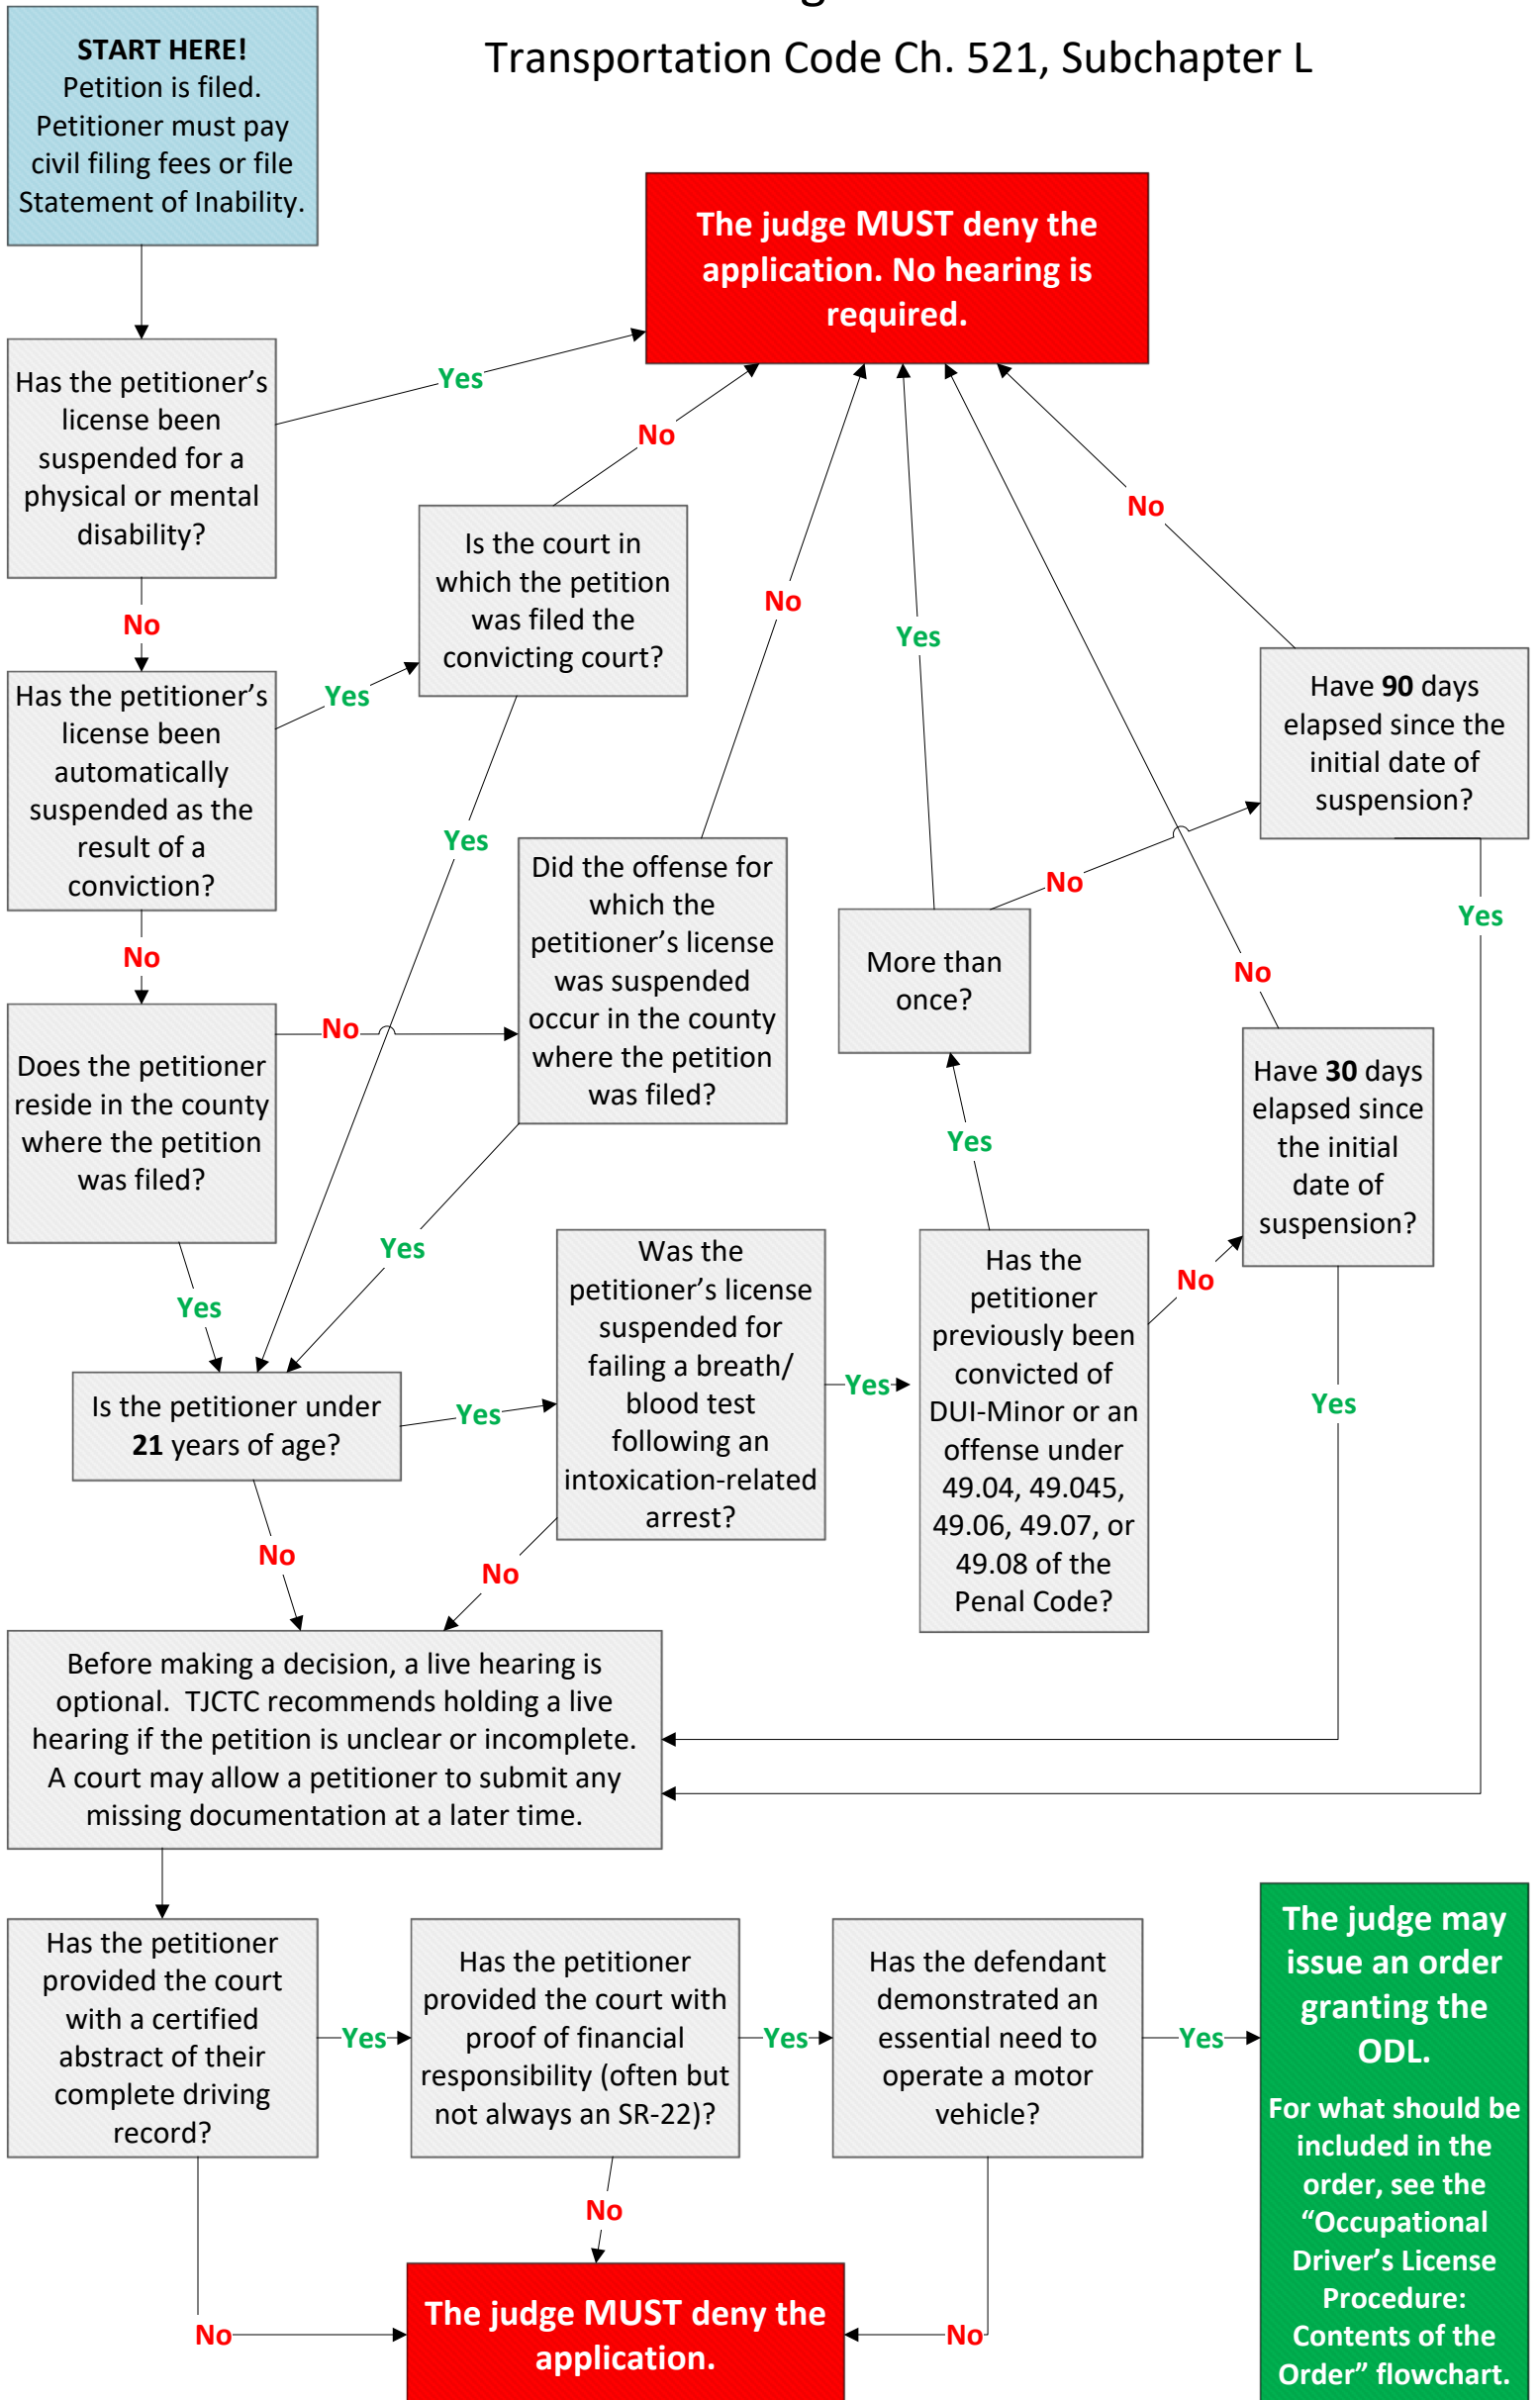 Transportation Code Ch. 521, Subchapter L
START HERE!
Petition is filed.
Petitioner must pay
civil filing fees or file
Statement of Inability.
The judge MUST deny the
application. No hearing is
required.
Has the petitioner’s
license been
suspended for a
physical or mental
disability?
Yes
No
Has the petitioner’s
license been
automatically
suspended as the
result of a
conviction?
Yes
No
Is the court in
which the petition
was filed the
convicting court?
No
Yes
Does the petitioner
reside in the county
where the petition
was filed?
No
Yes
Did the offense for
which the
petitioner’s license
was suspended
occur in the county
where the petition
was filed?
No
Yes
Is the petitioner under
21 years of age?
Yes
No
Was the
petitioner’s license
suspended for
failing a breath/
blood test
following an
intoxication-related
arrest?
Yes
No
Has the
petitioner
previously been
convicted of
DUI-Minor or an
offense under
49.04, 49.045,
49.06, 49.07, or
49.08 of the
Penal Code?
Yes
No
More than
once?
Yes
No
Have 90 days
elapsed since the
initial date of
suspension?
No
Yes
Have 30 days
elapsed since
the initial
date of
suspension?
No
Yes
Before making a decision, a live hearing is
optional. TJCTC recommends holding a live
hearing if the petition is unclear or incomplete.
A court may allow a petitioner to submit any
missing documentation at a later time.
Has the petitioner
provided the court
with a certified
abstract of their
complete driving
record?
Yes
No
Has the petitioner
provided the court with
proof of financial
responsibility (often but
not always an SR-22)?
Yes
No
Has the defendant
demonstrated an
essential need to
operate a motor
vehicle?
Yes
No
The judge may
issue an order
granting the
ODL.
For what should be
included in the
order, see the
“Occupational
Driver’s License
Procedure:
Contents of the
Order” flowchart.
The judge MUST deny the
application.